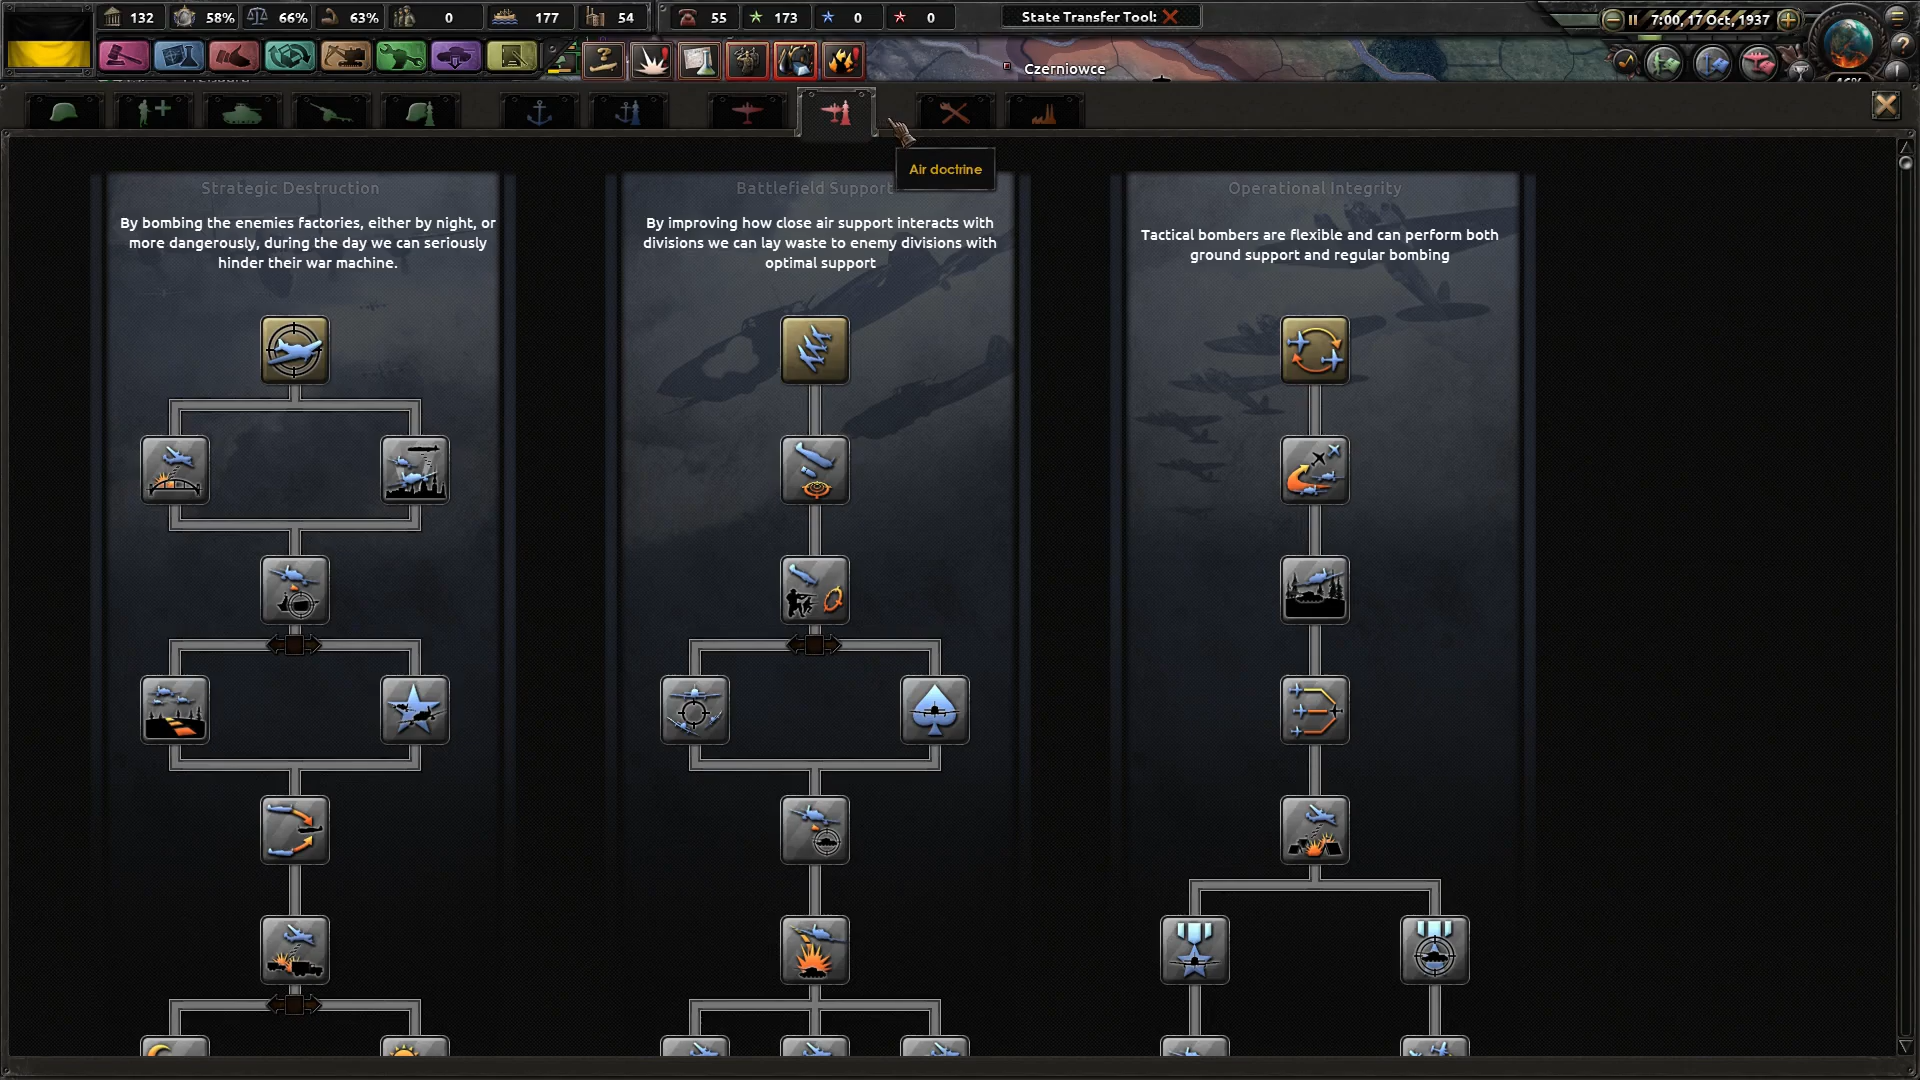 132
58%
66%
63%
0
177
54
55
173
0
0
State Transfer Tool:
7:00, 17 Oct, 1937
Czerniowce
Air doctrine
Strategic Destruction
By bombing the enemies factories, either by night, or
more dangerously, during the day we can seriously
hinder their war machine.
Battlefield Support
By improving how close air support interacts with
divisions we can lay waste to enemy divisions with
optimal support
Operational Integrity
Tactical bombers are flexible and can perform both
ground support and regular bombing